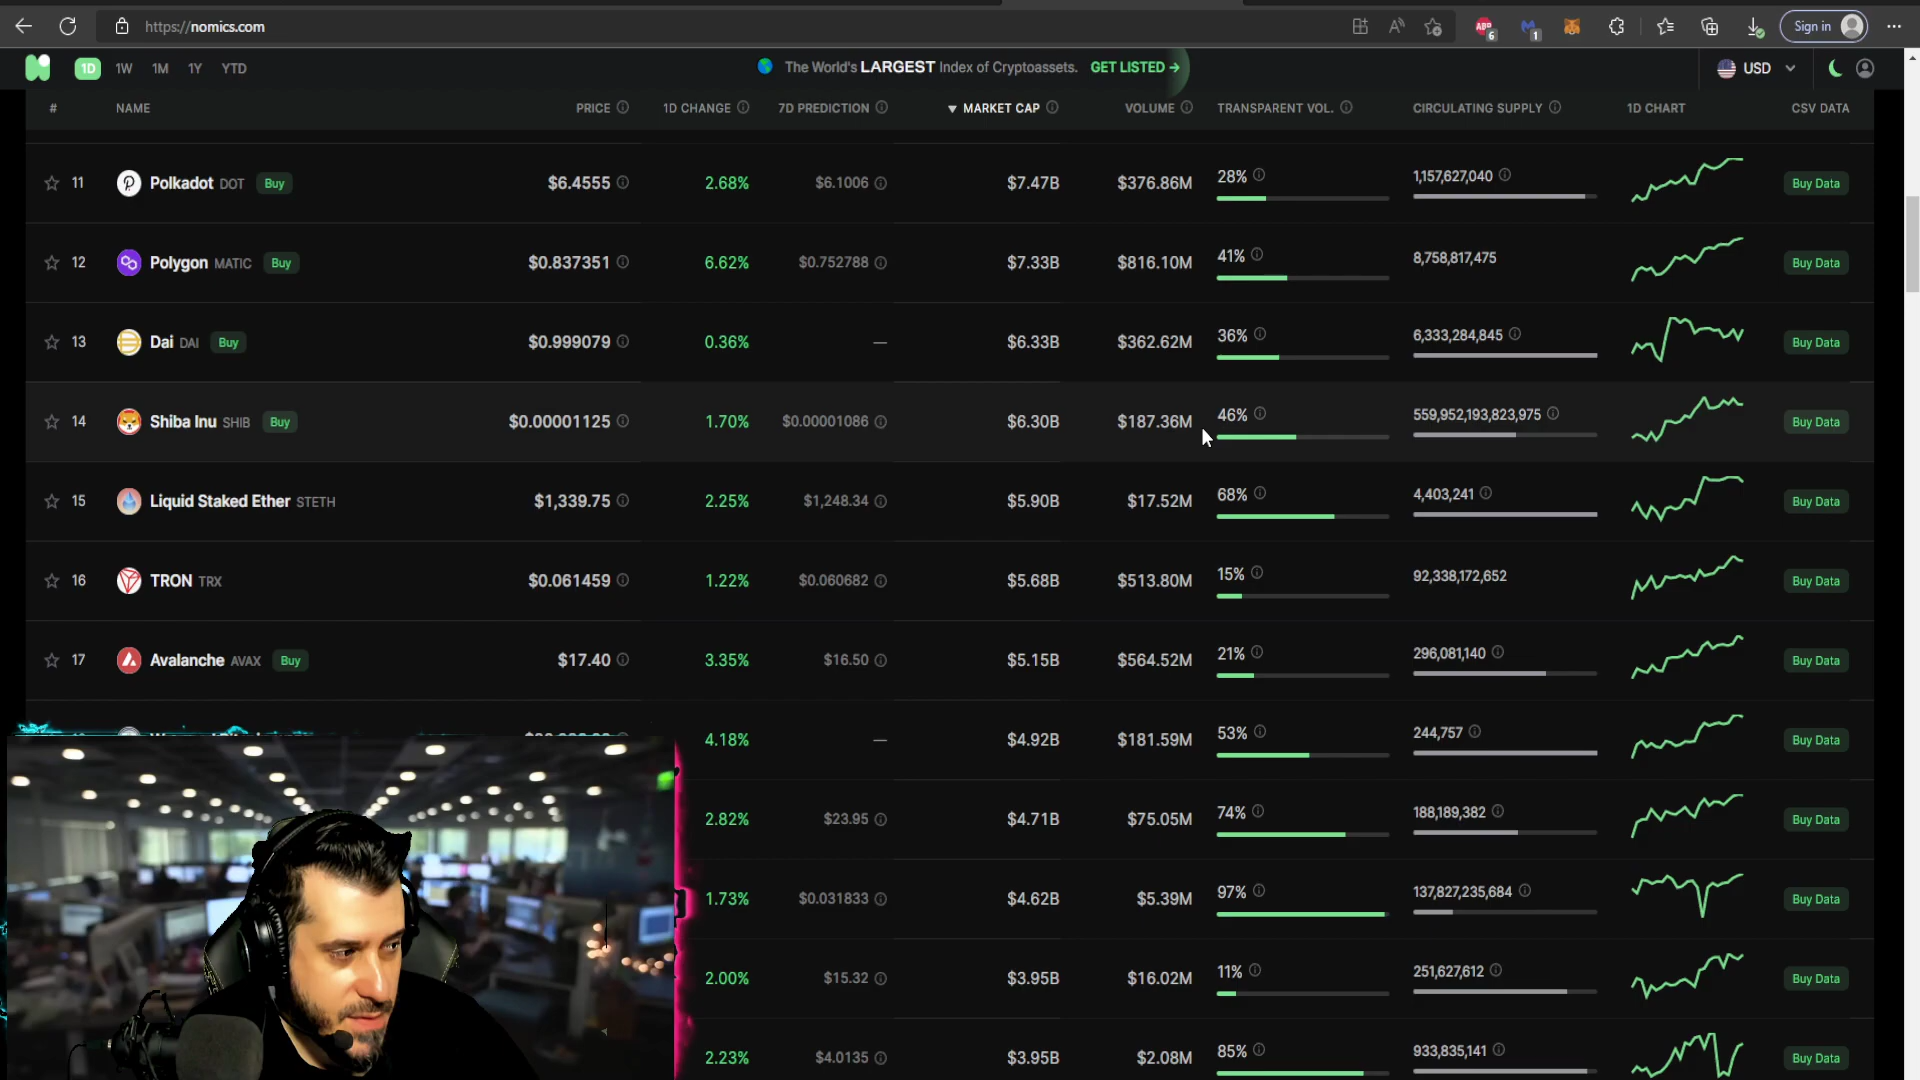 https://nomics.com
6
1
Sign in
1D 1W 1M 1Y YTD
The World's LARGEST Index of Cryptoassets. GET LISTED →
USD
# NAME PRICE 1D CHANGE 7D PREDICTION ▼ MARKET CAP VOLUME TRANSPARENT VOL. CIRCULATING SUPPLY 1D CHART CSV DATA
11 Polkadot DOT Buy $6.4555 2.68% $6.1006 $7.47B $376.86M 28% 1,157,627,040 Buy Data
12 Polygon MATIC Buy $0.837351 6.62% $0.752788 $7.33B $816.10M 41% 8,758,817,475 Buy Data
13 Dai DAI Buy $0.999079 0.36% — $6.33B $362.62M 36% 6,333,284,845 Buy Data
14 Shiba Inu SHIB Buy $0.00001125 1.70% $0.00001086 $6.30B $187.36M 46% 559,952,193,823,975 Buy Data
15 Liquid Staked Ether STETH $1,339.75 2.25% $1,248.34 $5.90B $17.52M 68% 4,403,241 Buy Data
16 TRON TRX $0.061459 1.22% $0.060682 $5.68B $513.80M 15% 92,338,172,652 Buy Data
17 Avalanche AVAX Buy $17.40 3.35% $16.50 $5.15B $564.52M 21% 296,081,140 Buy Data
4.18% — $4.92B $181.59M 53% 244,757 Buy Data
2.82% $23.95 $4.71B $75.05M 74% 188,189,382 Buy Data
1.73% $0.031833 $4.62B $5.39M 97% 137,827,235,684 Buy Data
2.00% $15.32 $3.95B $16.02M 11% 251,627,612 Buy Data
2.23% $4.0135 $3.95B $2.08M 85% 933,835,141 Buy Data